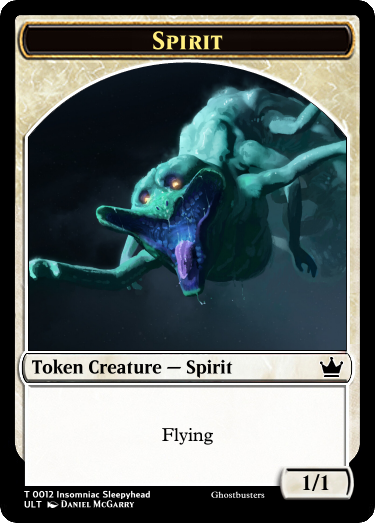 Spirit
Token Creature — Spirit
Flying
1/1
T 0012 Insomniac Sleepyhead
ULT Daniel McGarry
Ghostbusters